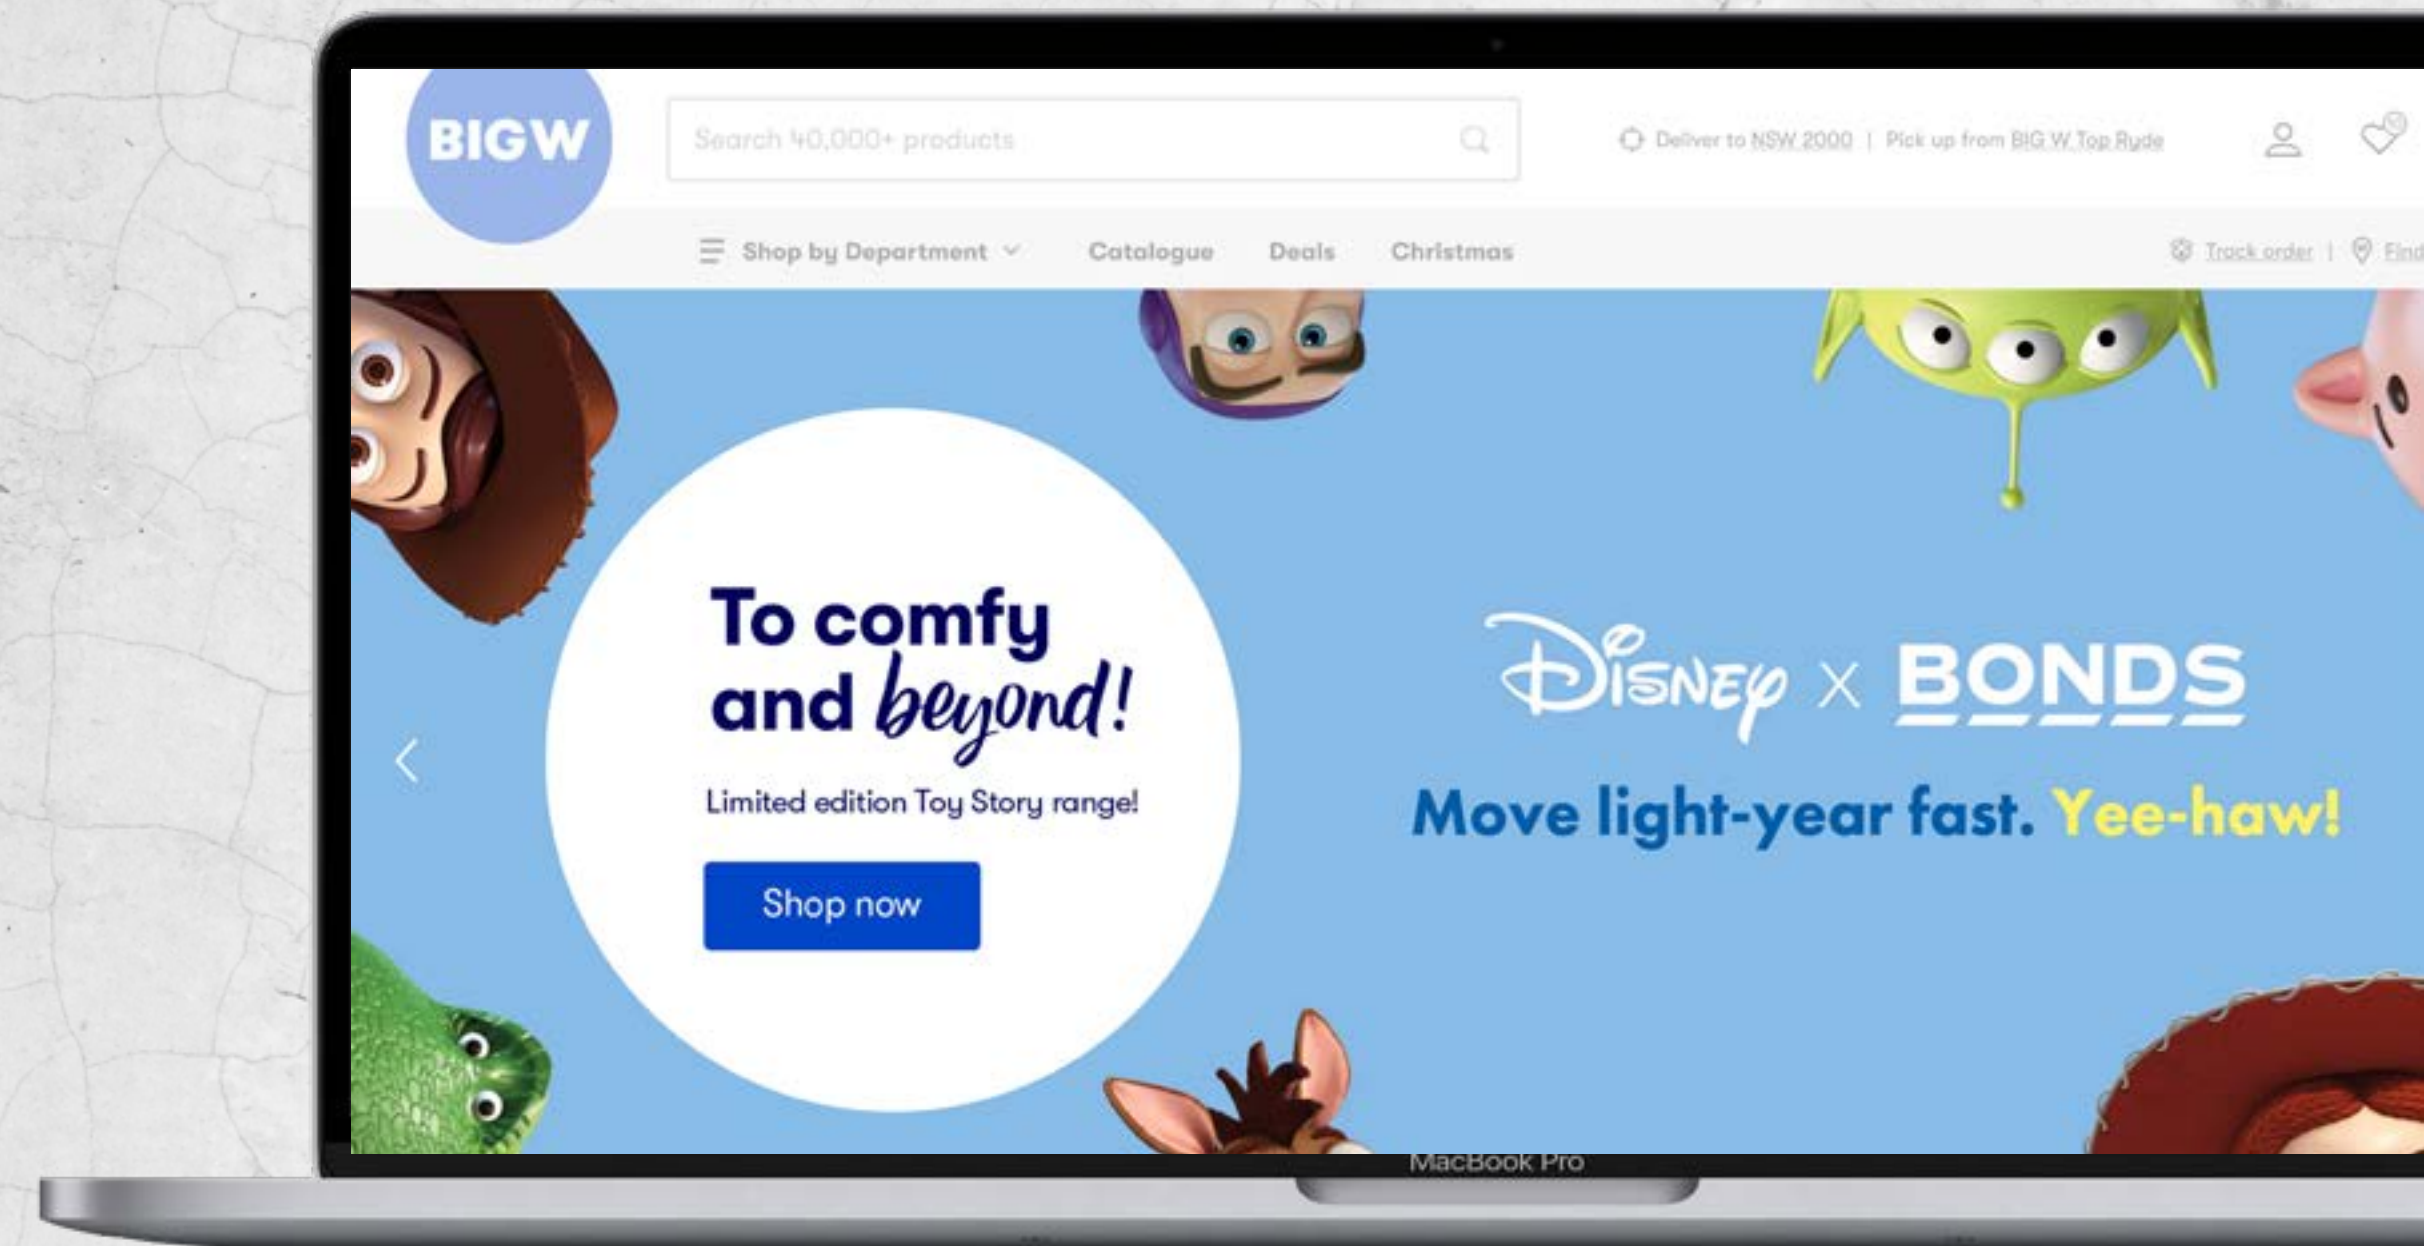 BIGW
Search 40,000+ products
Deliver to NSW 2000 | Pick up from BIG W Top Ryde
Shop by Department
Catalogue
Deals
Christmas
Track order | Find
To comfy
and beyond!
Limited edition Toy Story range!
Shop now
Disney X BONDS
Move light-year fast. Yee-haw!
MacBook Pro